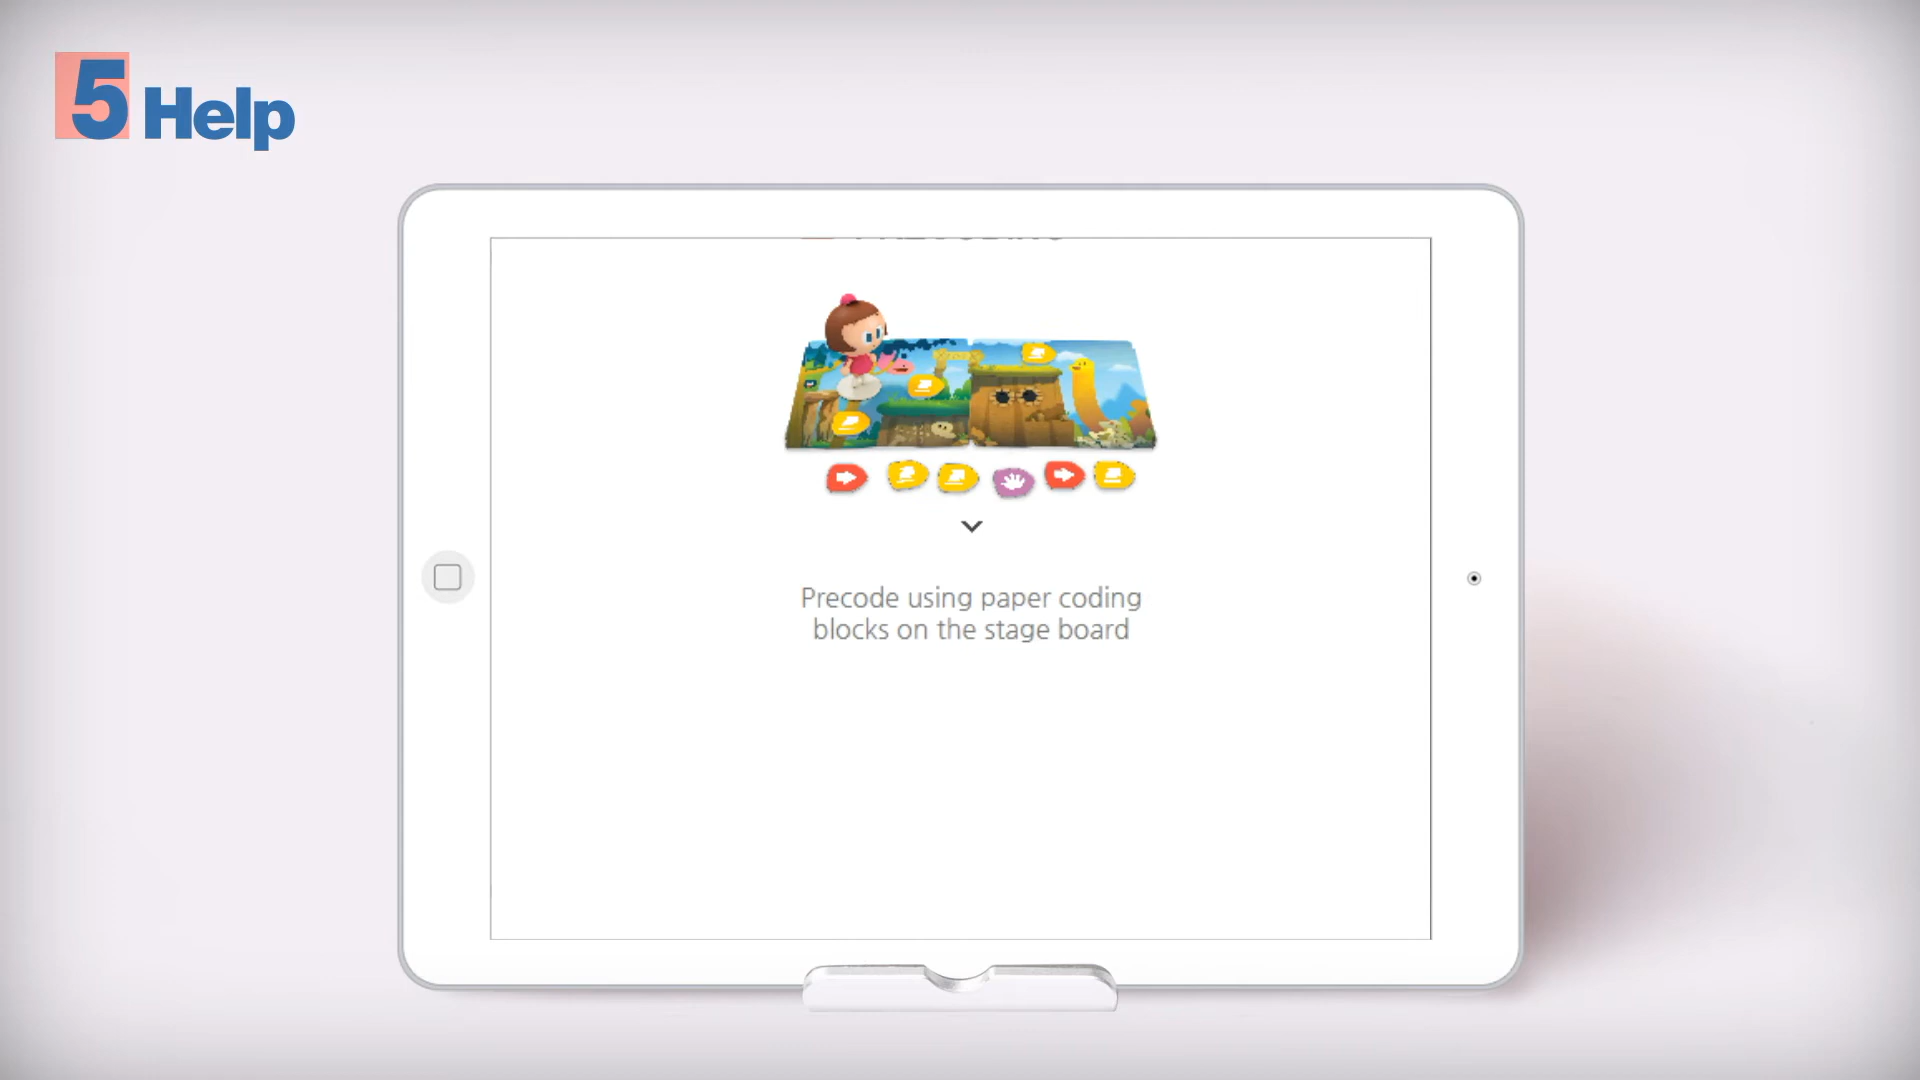 5 Help
Precode using paper coding
blocks on the stage board